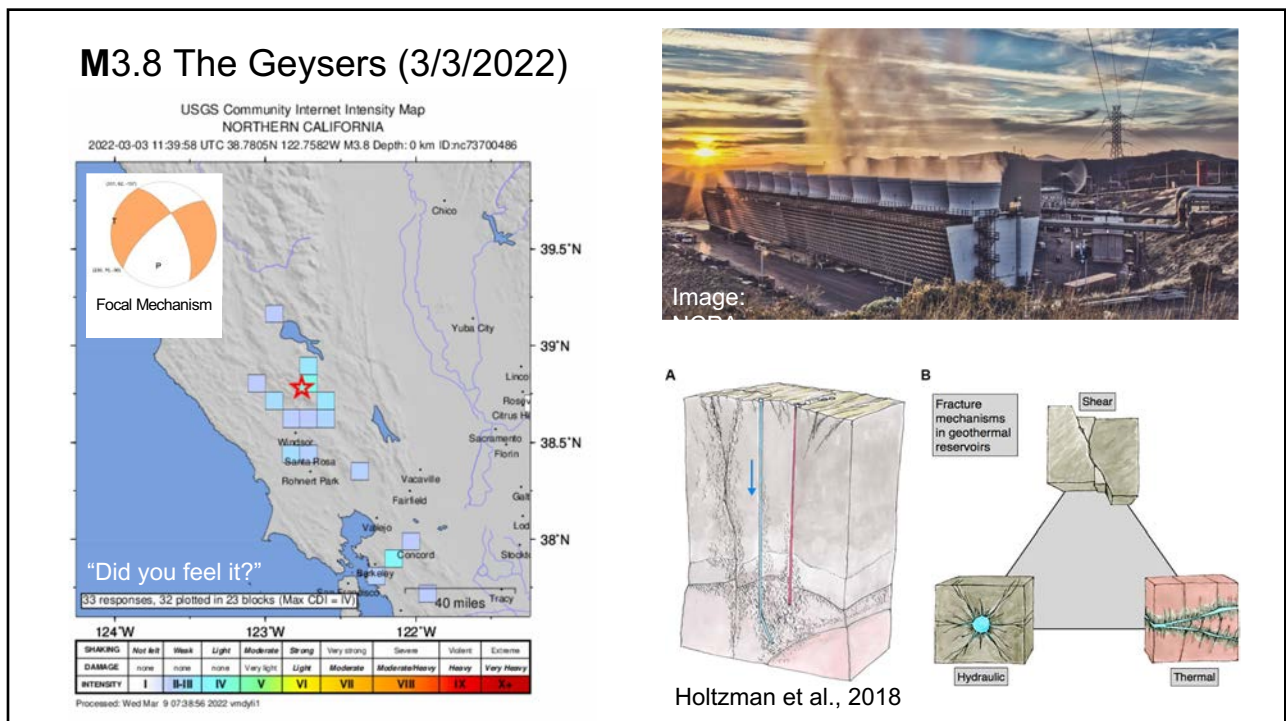 M3.8 The Geysers (3/3/2022)
USGS Community Internet Intensity Map
NORTHERN CALIFORNIA
2022-03-03 11:39:58 UTC 38.7805N 122.7582W M3.8 Depth: 0 km ID:nc73700486
T
P
Focal Mechanism
Chico
39.5˚N
Yuba City
39˚N
Linco
Citrus H
Sacramento
Florin
38.5˚N
Windsor
Santa Rosa
Rohnert Park
Vacaville
Fairfield
Galt
Vallejo
Lod
Concord
Stockto
38˚N
Berkeley
San Francisco
Tracy
"Did you feel it?"
33 responses, 32 plotted in 23 blocks (Max CDI = IV)
40 miles
124˚W 123˚W 122˚W
SHAKING Not felt Weak Light Moderate Strong Very strong Severe Violent Extreme
DAMAGE none none none Very light Light Moderate Moderate/Heavy Heavy Very Heavy
INTENSITY I II-III IV V VI VII VIII IX X+
Processed: Wed Mar 9 07:38:56 2022 vmdyfi1
Image:
A
B
Fracture
mechanisms
in geothermal
reservoirs
Shear
Hydraulic
Thermal
Holtzman et al., 2018